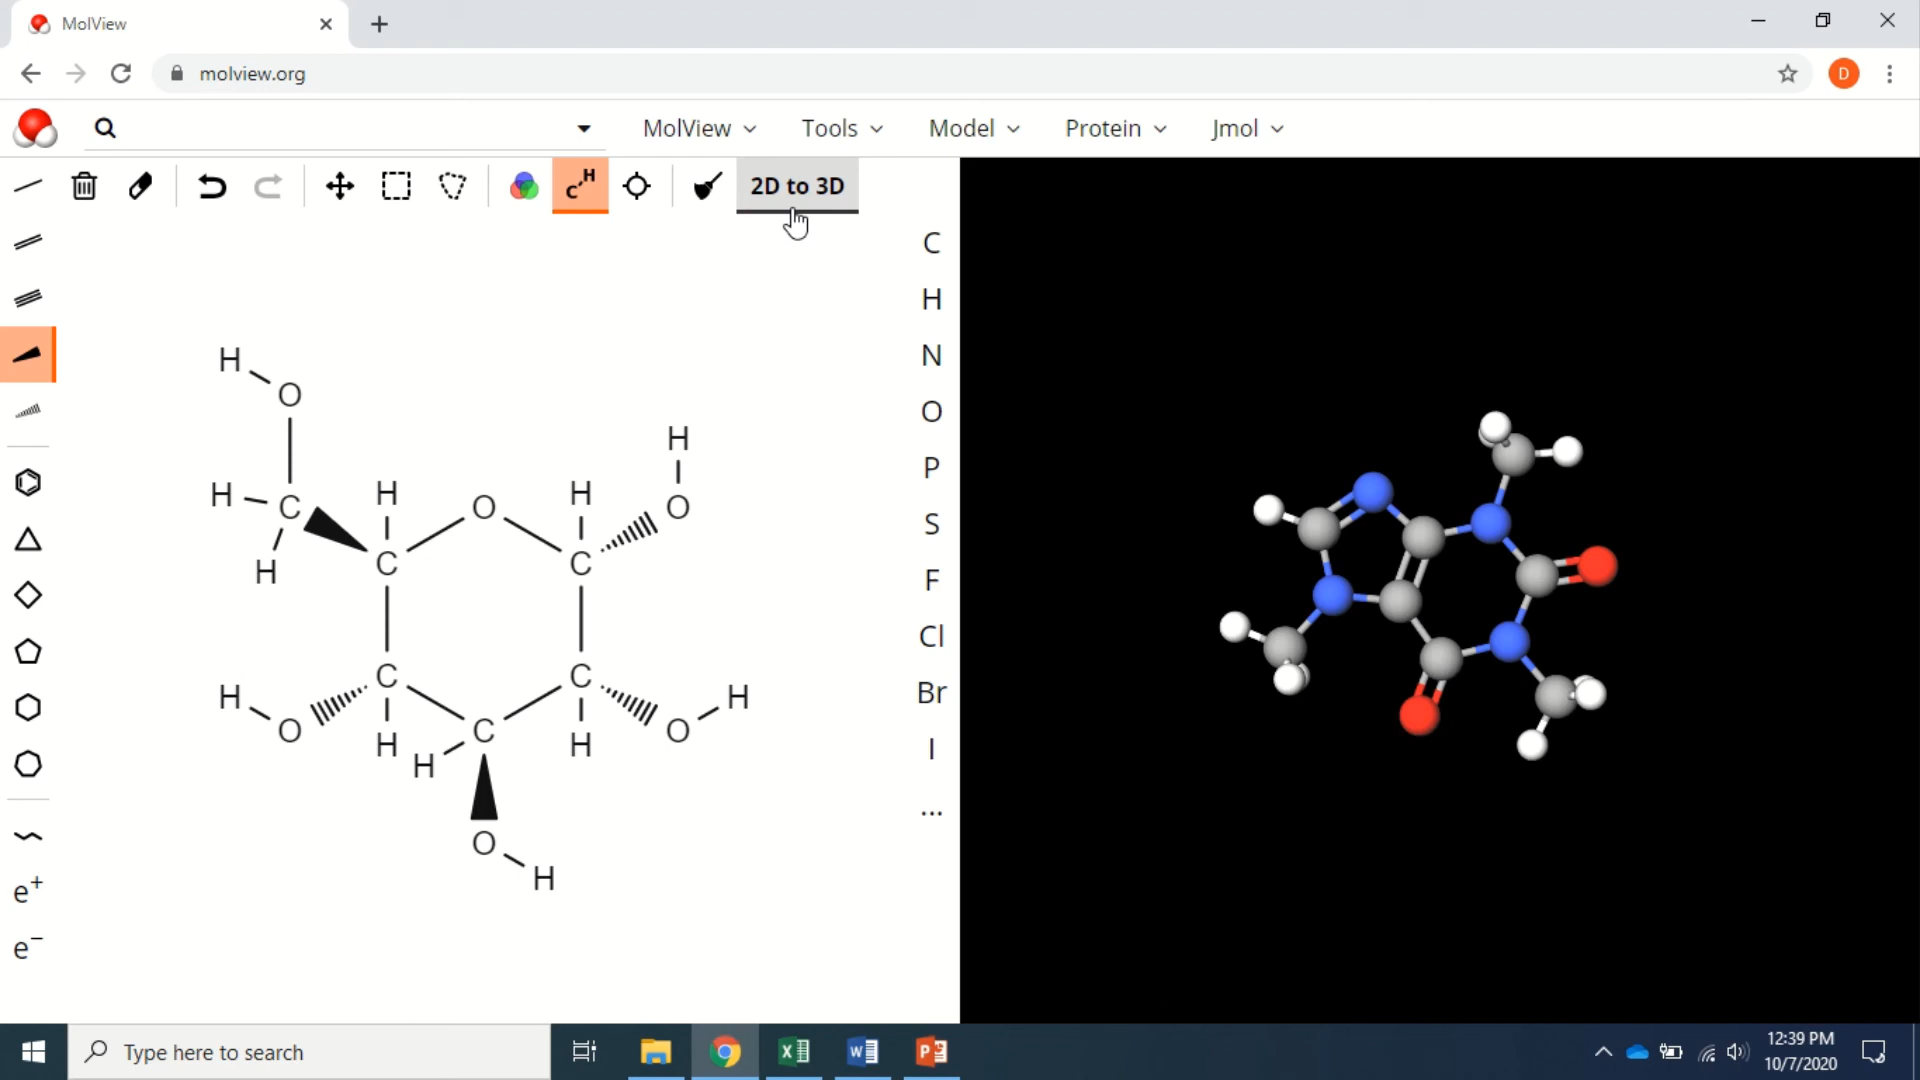 MolView
molview.org
D
MolView Tools Model Protein Jmol
C H 2D to 3D
C
H
N
O
P
S
F
Cl
Br
I
...
H
O
H
H C H O H O
H C C
H O C C O H
H H C H
O
H
e+
e−
Type here to search
X W P
12:39 PM
10/7/2020